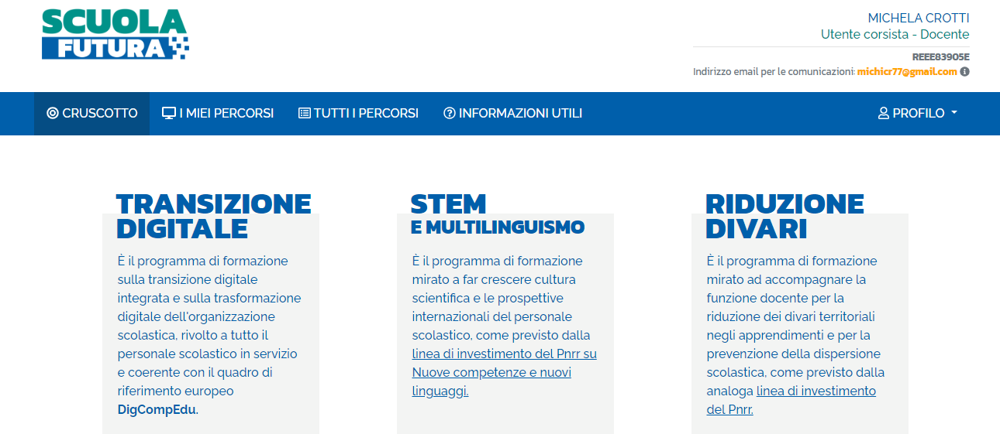 SCUOLA
FUTURA
MICHELA CROTTI
Utente corsista - Docente
REEE83905E
Indirizzo email per le comunicazioni: michicr77@gmail.com
CRUSCOTTO
I MIEI PERCORSI
TUTTI I PERCORSI
INFORMAZIONI UTILI
PROFILO
TRANSIZIONE
DIGITALE
È il programma di formazione
sulla transizione digitale
integrata e sulla trasformazione
digitale dell'organizzazione
scolastica, rivolto a tutto il
personale scolastico in servizio
e coerente con il quadro di
riferimento europeo
DigCompEdu.
STEM
E MULTILINGUISMO
È il programma di formazione
mirato a far crescere cultura
scientifica e le prospettive
internazionali del personale
scolastico, come previsto dalla
linea di investimento del Pnrr su
Nuove competenze e nuovi
linguaggi.
RIDUZIONE
DIVARI
È il programma di formazione
mirato ad accompagnare la
funzione docente per la
riduzione dei divari territoriali
negli apprendimenti e per la
prevenzione della dispersione
scolastica, come previsto dalla
analoga linea di investimento
del Pnrr.